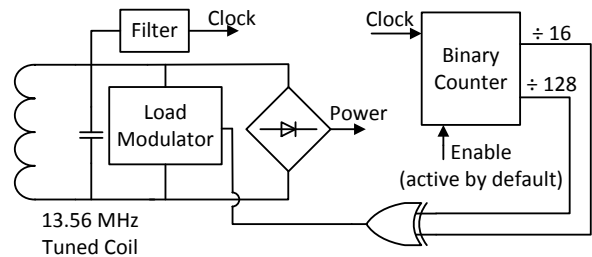 Filter
Clock
Load
Modulator
Power
13.56 MHz
Tuned Coil
Clock
Binary
Counter
÷ 16
÷ 128
Enable
(active by default)